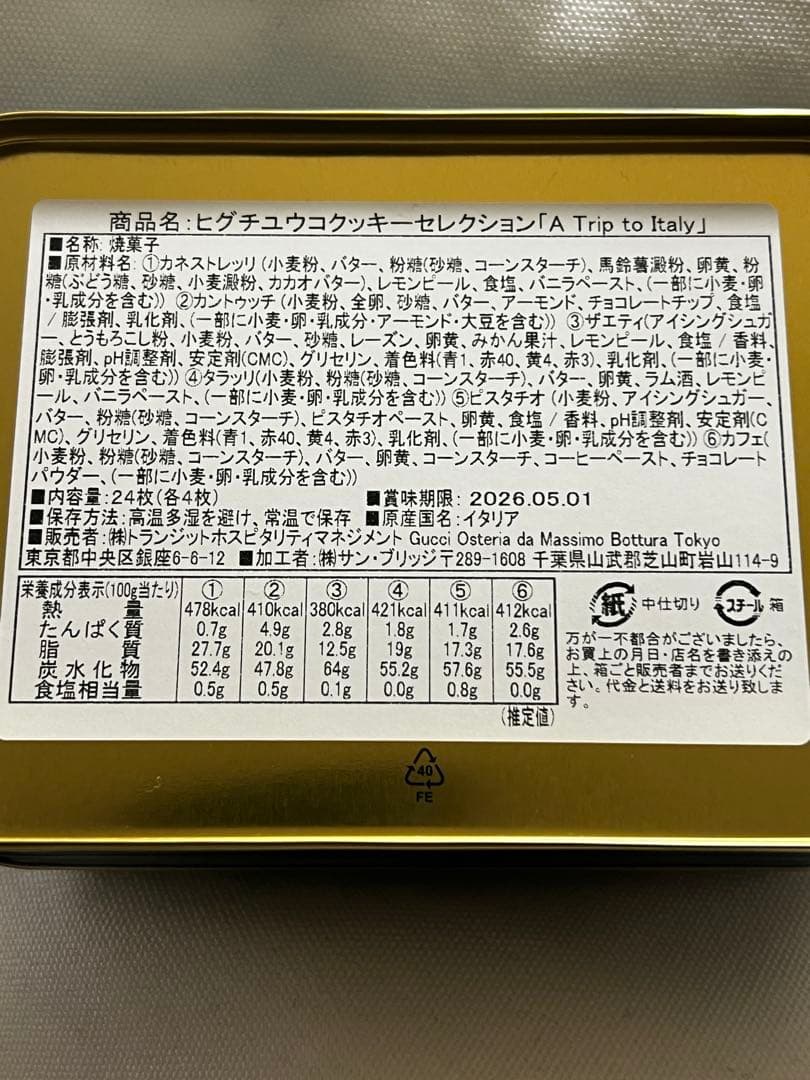 商品名:ヒグチユウコクッキーセレクション「A Trip to Italy」
■名称: 焼菓子
■原材料名: ①カネストレッリ (小麦粉、バター、粉糖(砂糖、コーンスターチ)、馬鈴薯澱粉、卵黄、粉
糖(ぶどう糖、砂糖、小麦澱粉、カカオバター)、レモンピール、食塩、バニラペースト、(一部に小麦・卵
・乳成分を含む)) ②カントゥッチ (小麦粉、全卵、砂糖、バター、アーモンド、チョコレートチップ、食塩
/ 膨張剤、乳化剤、(一部に小麦・卵・乳成分・アーモンド・大豆を含む)) ③ザエティ(アイシングシュガ
ー、とうもろこし粉、小麦粉、バター、砂糖、レーズン、卵黄、みかん果汁、レモンピール、食塩 / 香料、
膨張剤、pH調整剤、安定剤(CMC)、グリセリン、着色料(青1、赤40、黄4、赤3)、乳化剤、(一部に小麦・
卵・乳成分を含む)) ④タラッリ(小麦粉、粉糖(砂糖、コーンスターチ)、バター、卵黄、ラム酒、レモンピ
ール、バニラペースト、(一部に小麦・卵・乳成分を含む)) ⑤ピスタチオ (小麦粉、アイシングシュガー、
バター、粉糖(砂糖、コーンスターチ)、ピスタチオペースト、卵黄、食塩 / 香料、pH調整剤、安定剤(C
MC)、グリセリン、着色料(青1、赤40、黄4、赤3)、乳化剤、(一部に小麦・卵・乳成分を含む)) ⑥カフェ(
小麦粉、粉糖(砂糖、コーンスターチ)、バター、卵黄、コーンスターチ、コーヒーペースト、チョコレート
パウダー、(一部に小麦・卵・乳成分を含む))
■内容量:24枚(各4枚) ■賞味期限: 2026.05.01
■保存方法:高温多湿を避け、常温で保存 ■原産国名:イタリア
■販売者:㈱トランジットホスピタリティマネジメント Gucci Osteria da Massimo Bottura Tokyo
東京都中央区銀座6-6-12 ■加工者:㈱サン・ブリッジ〒289-1608 千葉県山武郡芝山町岩山114-9
栄養成分表示(100g当たり) ① ② ③ ④ ⑤ ⑥
熱量 478kcal 410kcal 380kcal 421kcal 411kcal 412kcal
たんぱく質 0.7g 4.9g 2.8g 1.8g 1.7g 2.6g
脂質 27.7g 20.1g 12.5g 19g 17.3g 17.6g
炭水化物 52.4g 47.8g 64g 55.2g 57.6g 55.5g
食塩相当量 0.5g 0.5g 0.1g 0.0g 0.8g 0.0g
(推定値)
紙 中仕切り スチール 箱
万が一不都合がございましたら、
お買上の月日・店名を書き添えの
上、箱ごと販売者までお送りくださ
い。代金と送料をお送り致しま
す。
40
FE